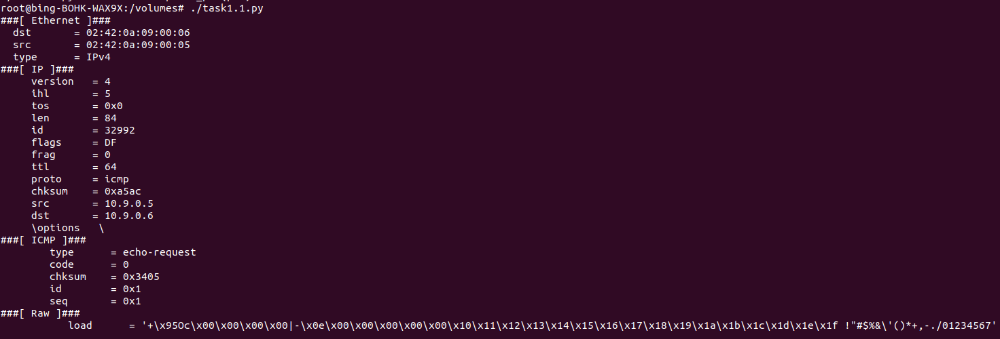 root@bing-BOHK-WAX9X:/volumes# ./task1.1.py
###[ Ethernet ]###
  dst       = 02:42:0a:09:00:06
  src       = 02:42:0a:09:00:05
  type      = IPv4
###[ IP ]###
     version   = 4
     ihl       = 5
     tos       = 0x0
     len       = 84
     id        = 32992
     flags     = DF
     frag      = 0
     ttl       = 64
     proto     = icmp
     chksum    = 0xa5ac
     src       = 10.9.0.5
     dst       = 10.9.0.6
     \options   \
###[ ICMP ]###
        type      = echo-request
        code      = 0
        chksum    = 0x3405
        id        = 0x1
        seq       = 0x1
###[ Raw ]###
           load      = '+\x95Oc\x00\x00\x00\x00|-\x0e\x00\x00\x00\x00\x00\x10\x11\x12\x13\x14\x15\x16\x17\x18\x19\x1a\x1b\x1c\x1d\x1e\x1f !"#$%&\'()*+,-./01234567'